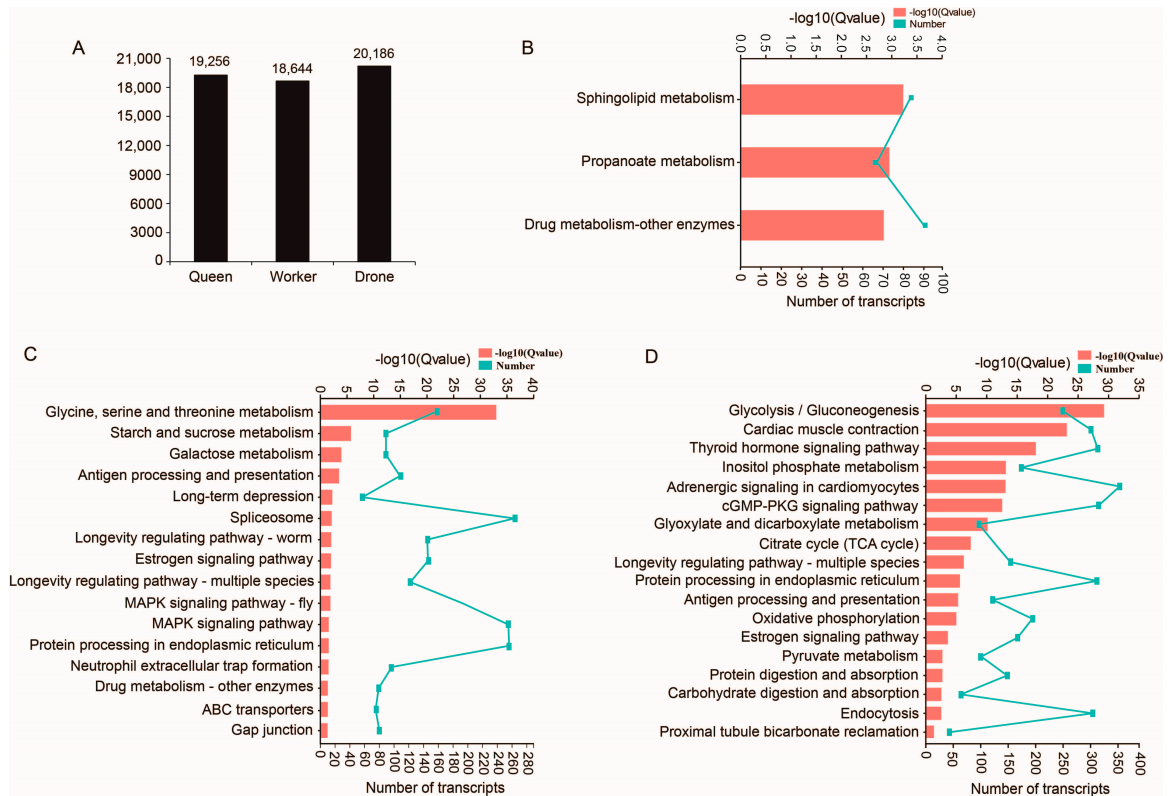 A
21,000
18,000
15,000
12,000
9000
6000
3000
0
19,256
18,644
20,186
Queen Worker Drone
B
-log10(Qvalue)
-log10(Qvalue)
Number
0.0 0.5 1.0 1.5 2.0 2.5 3.0 3.5 4.0
Sphingolipid metabolism
Propanoate metabolism
Drug metabolism-other enzymes
0 10 20 30 40 50 60 70 80 90 100
Number of transcripts
C
-log10(Qvalue)
-log10(Qvalue)
Number
0 5 10 15 20 25 30 35 40
Glycine, serine and threonine metabolism
Starch and sucrose metabolism
Galactose metabolism
Antigen processing and presentation
Long-term depression
Spliceosome
Longevity regulating pathway - worm
Estrogen signaling pathway
Longevity regulating pathway - multiple species
MAPK signaling pathway - fly
MAPK signaling pathway
Protein processing in endoplasmic reticulum
Neutrophil extracellular trap formation
Drug metabolism - other enzymes
ABC transporters
Gap junction
0 20 40 60 80 100 120 140 160 180 200 220 240 260 280
Number of transcripts
D
-log10(Qvalue)
-log10(Qvalue)
Number
0 5 10 15 20 25 30 35
Glycolysis / Gluconeogenesis
Cardiac muscle contraction
Thyroid hormone signaling pathway
Inositol phosphate metabolism
Adrenergic signaling in cardiomyocytes
cGMP-PKG signaling pathway
Glyoxylate and dicarboxylate metabolism
Citrate cycle (TCA cycle)
Longevity regulating pathway - multiple species
Protein processing in endoplasmic reticulum
Antigen processing and presentation
Oxidative phosphorylation
Estrogen signaling pathway
Pyruvate metabolism
Protein digestion and absorption
Carbohydrate digestion and absorption
Endocytosis
Proximal tubule bicarbonate reclamation
0 50 100 150 200 250 300 350 400
Number of transcripts